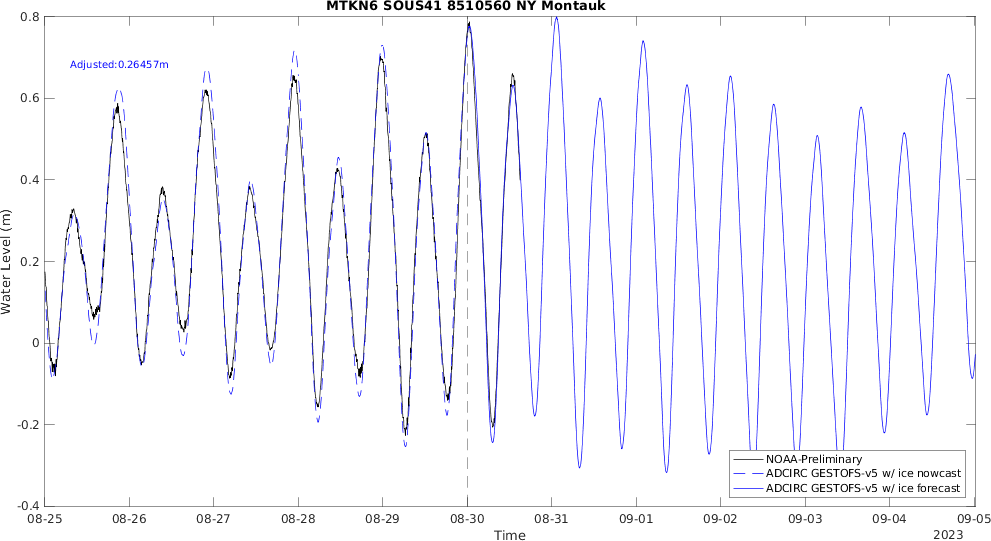 MTKN6 SOUS41 8510560 NY Montauk
Adjusted:0.26457m
Water Level (m)
0.8
0.6
0.4
0.2
0
-0.2
-0.4
NOAA-Preliminary
ADCIRC GESTOFS-v5 w/ ice nowcast
ADCIRC GESTOFS-v5 w/ ice forecast
08-25 08-26 08-27 08-28 08-29 08-30 08-31 09-01 09-02 09-03 09-04 09-05
Time
2023